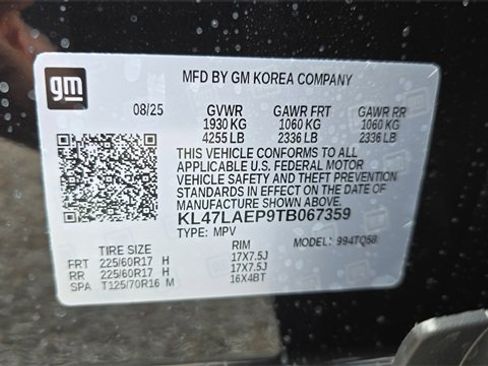 gm
MFD BY GM KOREA COMPANY
08/25 GVWR GAWR FRT GAWR RR
1930 KG 1060 KG 1060 KG
4255 LB 2336 LB 2336 LB
THIS VEHICLE CONFORMS TO ALL
APPLICABLE U.S. FEDERAL MOTOR
VEHICLE SAFETY AND THEFT PREVENTION
STANDARDS IN EFFECT ON THE DATE OF
MANUFACTURE SHOWN ABOVE.
KL47LAEP9TB067359
TYPE: MPV MODEL: 994TQ58
TIRE SIZE RIM
FRT 225/60R17 H 17X7.5J
RR 225/60R17 H 17X7.5J
SPA T125/70R16 M 16X4BT